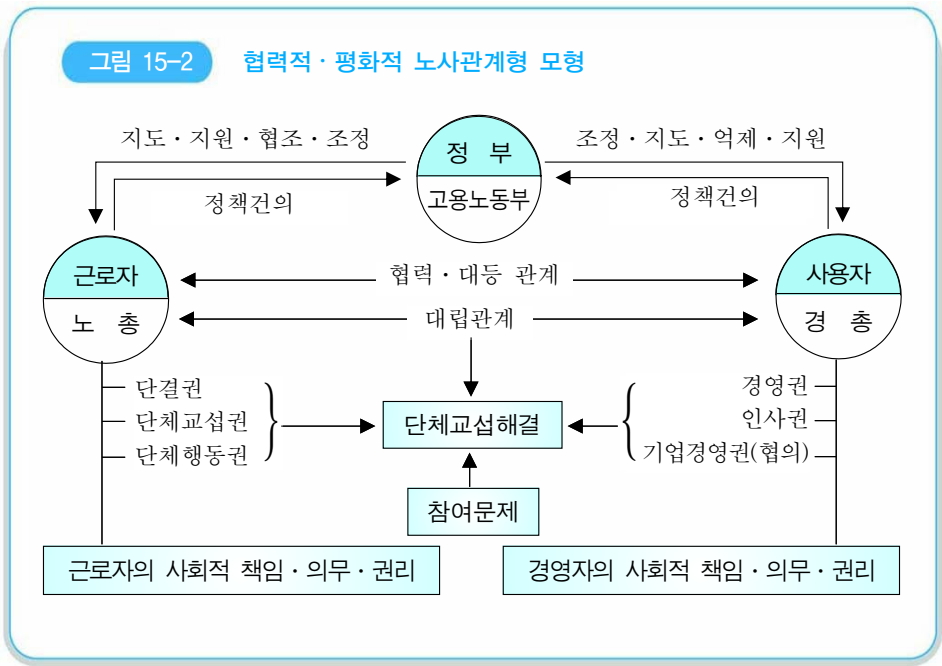 그림 15-2 협력적·평화적 노사관계형 모형
지도·지원·협조·조정
정 부
조정·지도·억제·지원
정책건의
고용노동부
정책건의
근로자
협력·대등 관계
사용자
노 총
대립관계
경 총
단결권
단체교섭권
단체행동권
단체교섭해결
경영권
인사권
기업경영권(협의)
참여문제
근로자의 사회적 책임·의무·권리
경영자의 사회적 책임·의무·권리